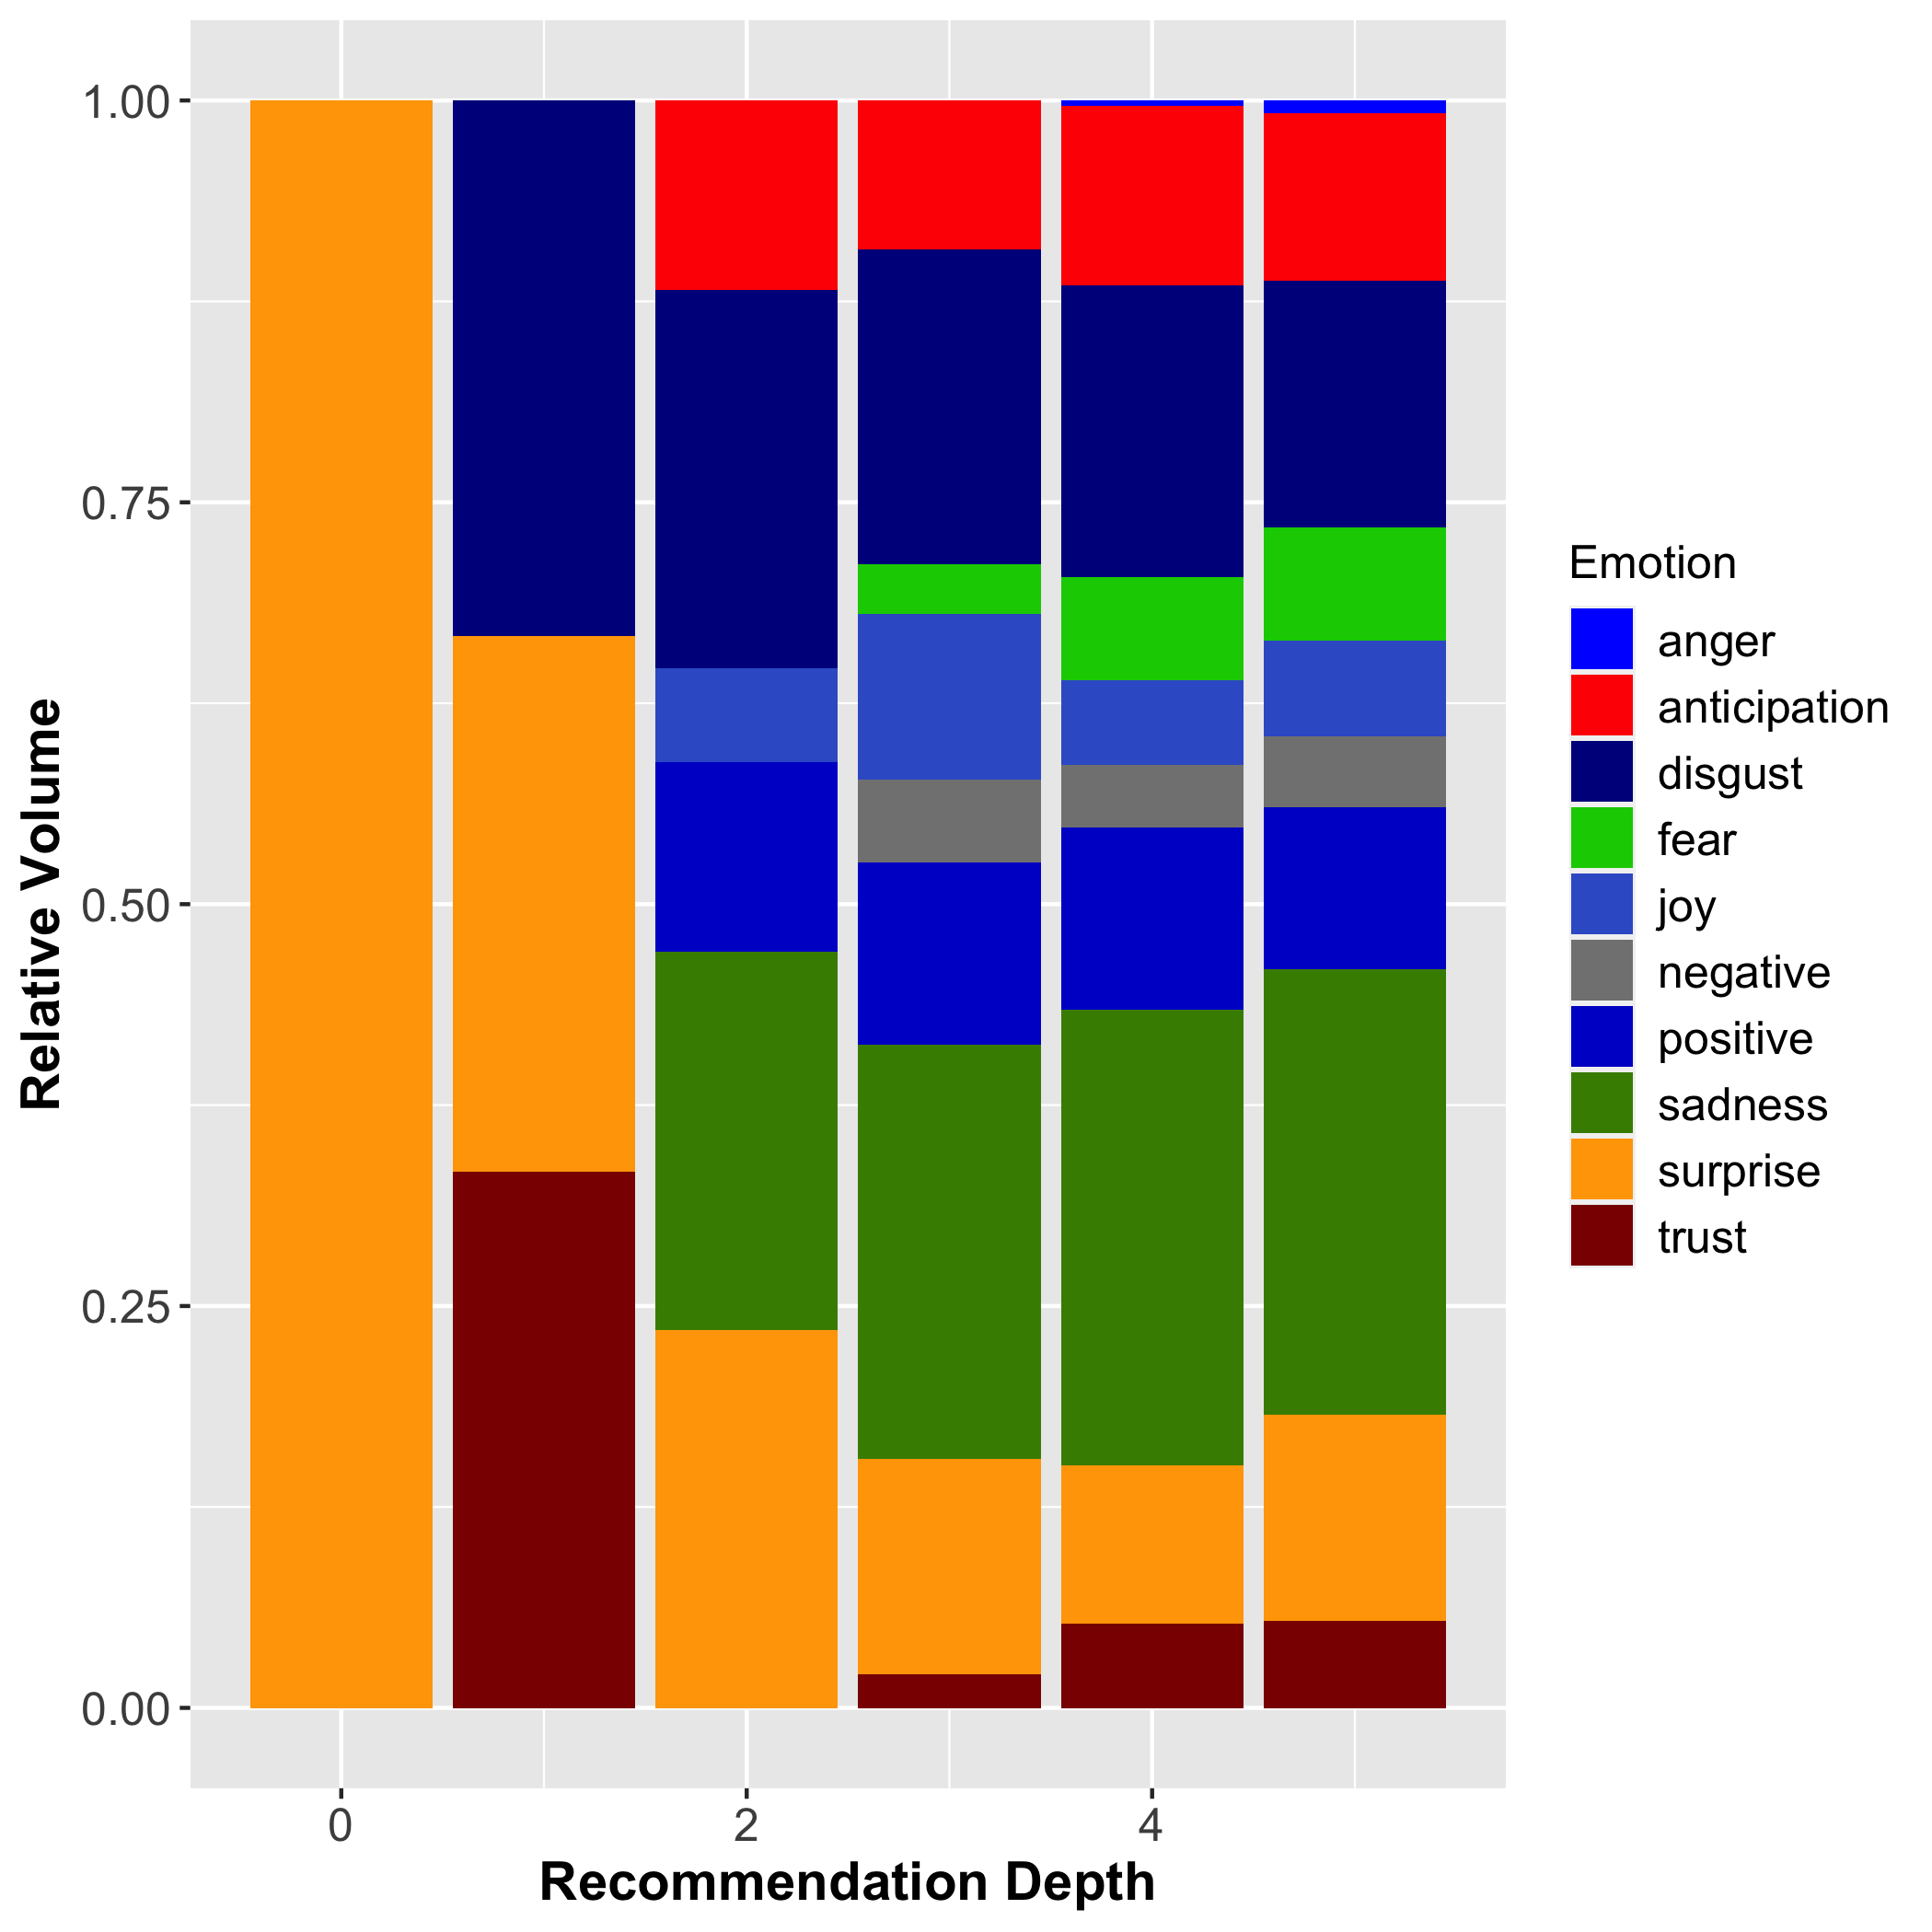 1.00
0.75
0.50
0.25
0.00
Relative Volume
0 2 4
Recommendation Depth
Emotion
anger
anticipation
disgust
fear
joy
negative
positive
sadness
surprise
trust